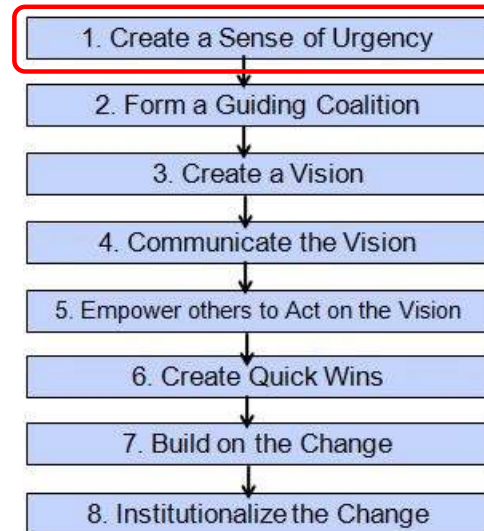 1. Create a Sense of Urgency
2. Form a Guiding Coalition
3. Create a Vision
4. Communicate the Vision
5. Empower others to Act on the Vision
6. Create Quick Wins
7. Build on the Change
8. Institutionalize the Change